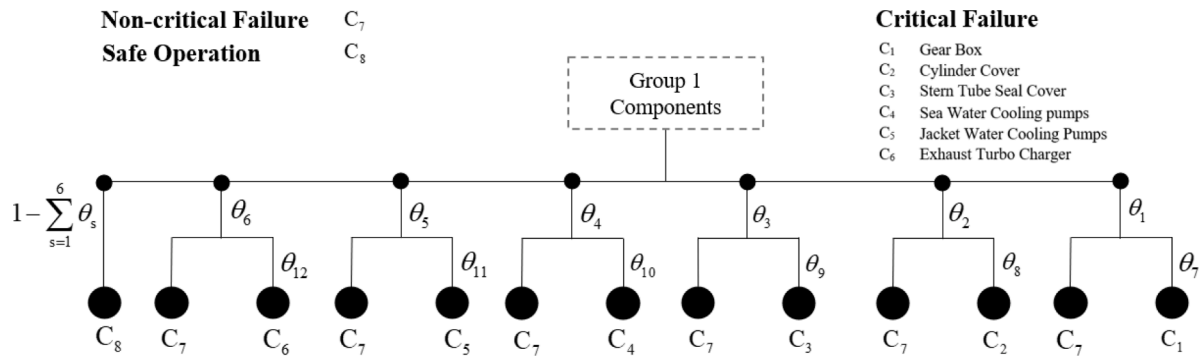 Non-critical Failure C₇
Safe Operation C₈
Critical Failure
C₁ Gear Box
C₂ Cylinder Cover
C₃ Stern Tube Seal Cover
C₄ Sea Water Cooling pumps
C₅ Jacket Water Cooling Pumps
C₆ Exhaust Turbo Charger
Group 1
Components
1−∑θₛ 6 s=1
θ₆ θ₅ θ₄ θ₃ θ₂ θ₁
θ₁₂ θ₁₁ θ₁₀ θ₉ θ₈ θ₇
C₈ C₇ C₆ C₇ C₅ C₇ C₄ C₇ C₃ C₇ C₂ C₇ C₁